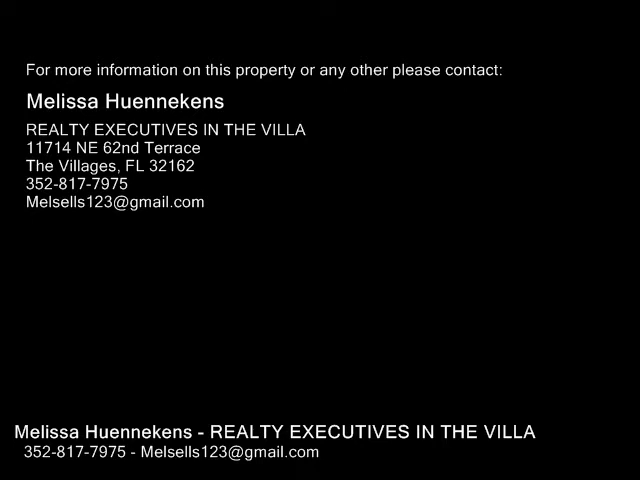 For more information on this property or any other please contact:
Melissa Huennekens
REALTY EXECUTIVES IN THE VILLA
11714 NE 62nd Terrace
The Villages, FL 32162
352-817-7975
Melsells123@gmail.com
Melissa Huennekens - REALTY EXECUTIVES IN THE VILLA
352-817-7975 - Melsells123@gmail.com